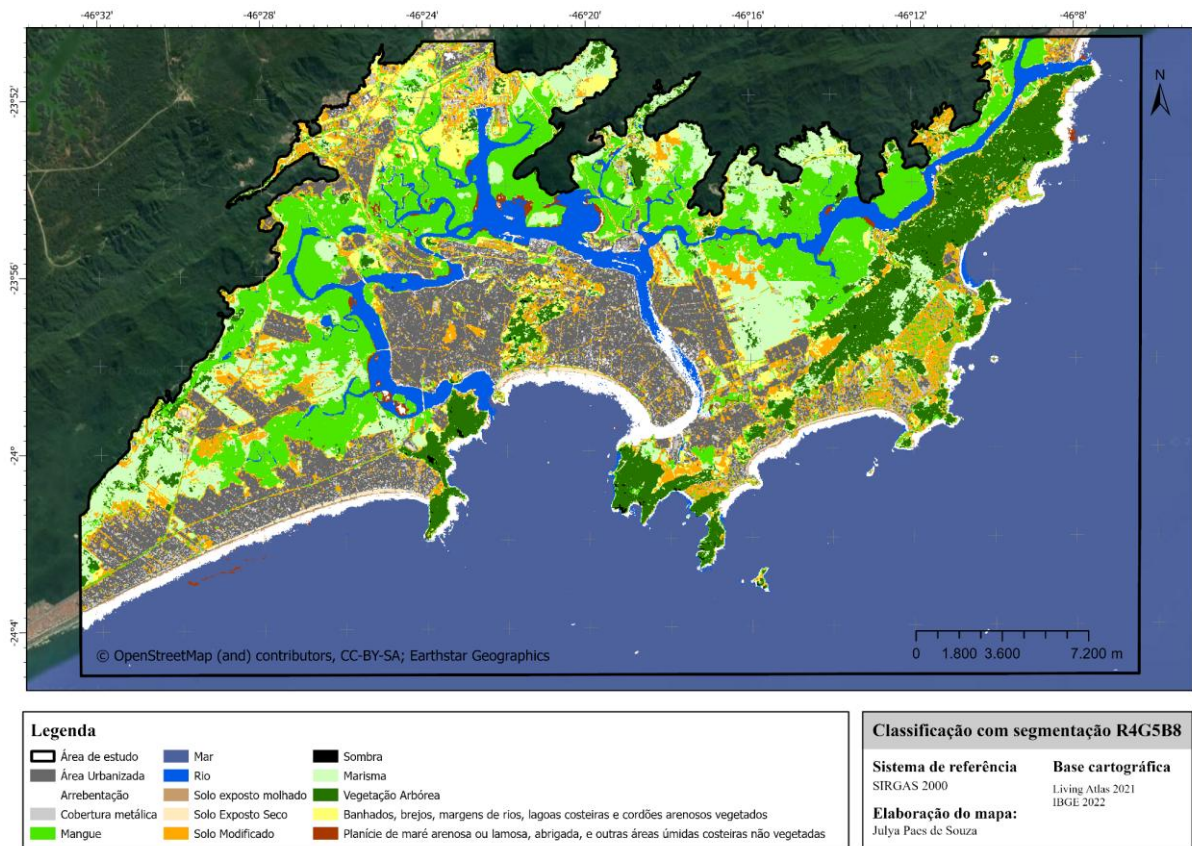 -46°32' -46°28' -46°24' -46°20' -46°16' -46°12' -46°8'
-23°52'
N
-23°56'
-24°
-24°4'
© OpenStreetMap (and) contributors, CC-BY-SA; Earthstar Geographics
0 1.800 3.600 7.200 m
Legenda
Área de estudo
Área Urbanizada
Arrebentação
Cobertura metálica
Mangue
Mar
Rio
Solo exposto molhado
Solo Exposto Seco
Solo Modificado
Sombra
Marisma
Vegetação Arbórea
Banhados, brejos, margens de rios, lagoas costeiras e cordões arenosos vegetados
Planície de maré arenosa ou lamosa, abrigada, e outras áreas úmidas costeiras não vegetadas
Classificação com segmentação R4G5B8
Sistema de referência
SIRGAS 2000
Elaboração do mapa:
Julya Paes de Souza
Base cartográfica
Living Atlas 2021
IBGE 2022